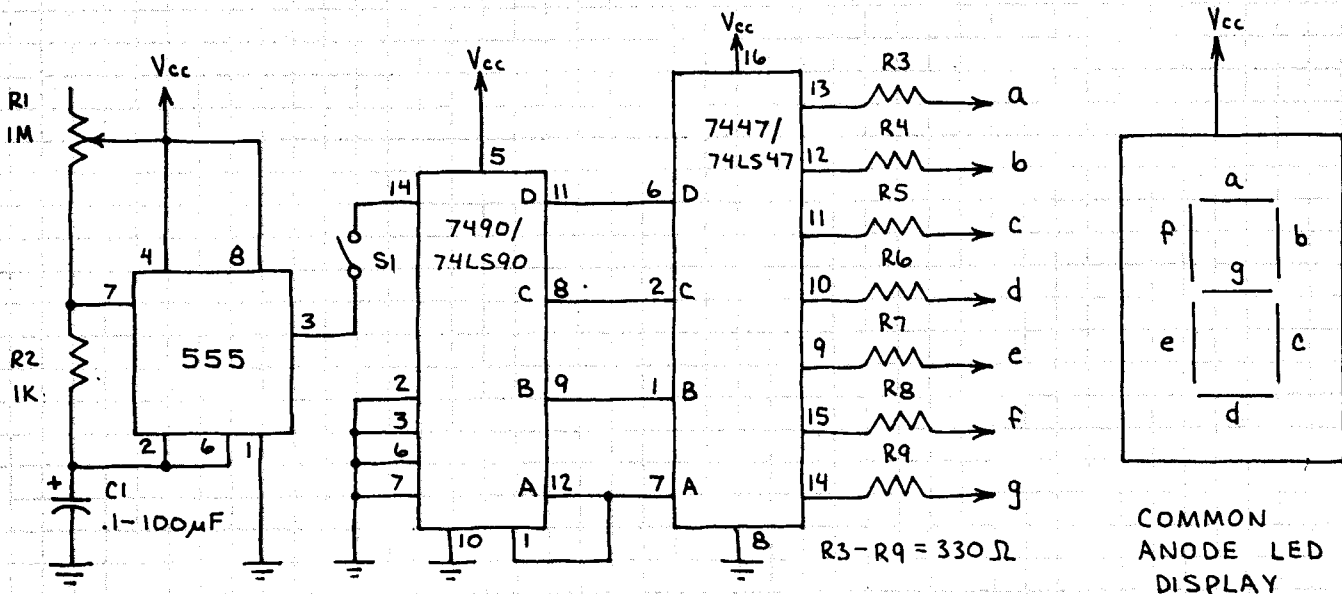 Vcc
R1
1M
4
8
7
3
555
R2
1K
2
6
1
+
C1
.1-100μF
S1
Vcc
5
14
D
11
7490/
74LS90
C
8
2
B
9
3
6
7
A
12
10
1
Vcc
16
7447/
74LS47
6
D
2
C
1
B
7
A
8
13
R3
a
12
R4
b
11
R5
c
10
R6
d
9
R7
e
15
R8
f
14
R9
g
R3-R9 = 330 Ω
Vcc
a
f
b
g
e
c
d
COMMON
ANODE LED
DISPLAY